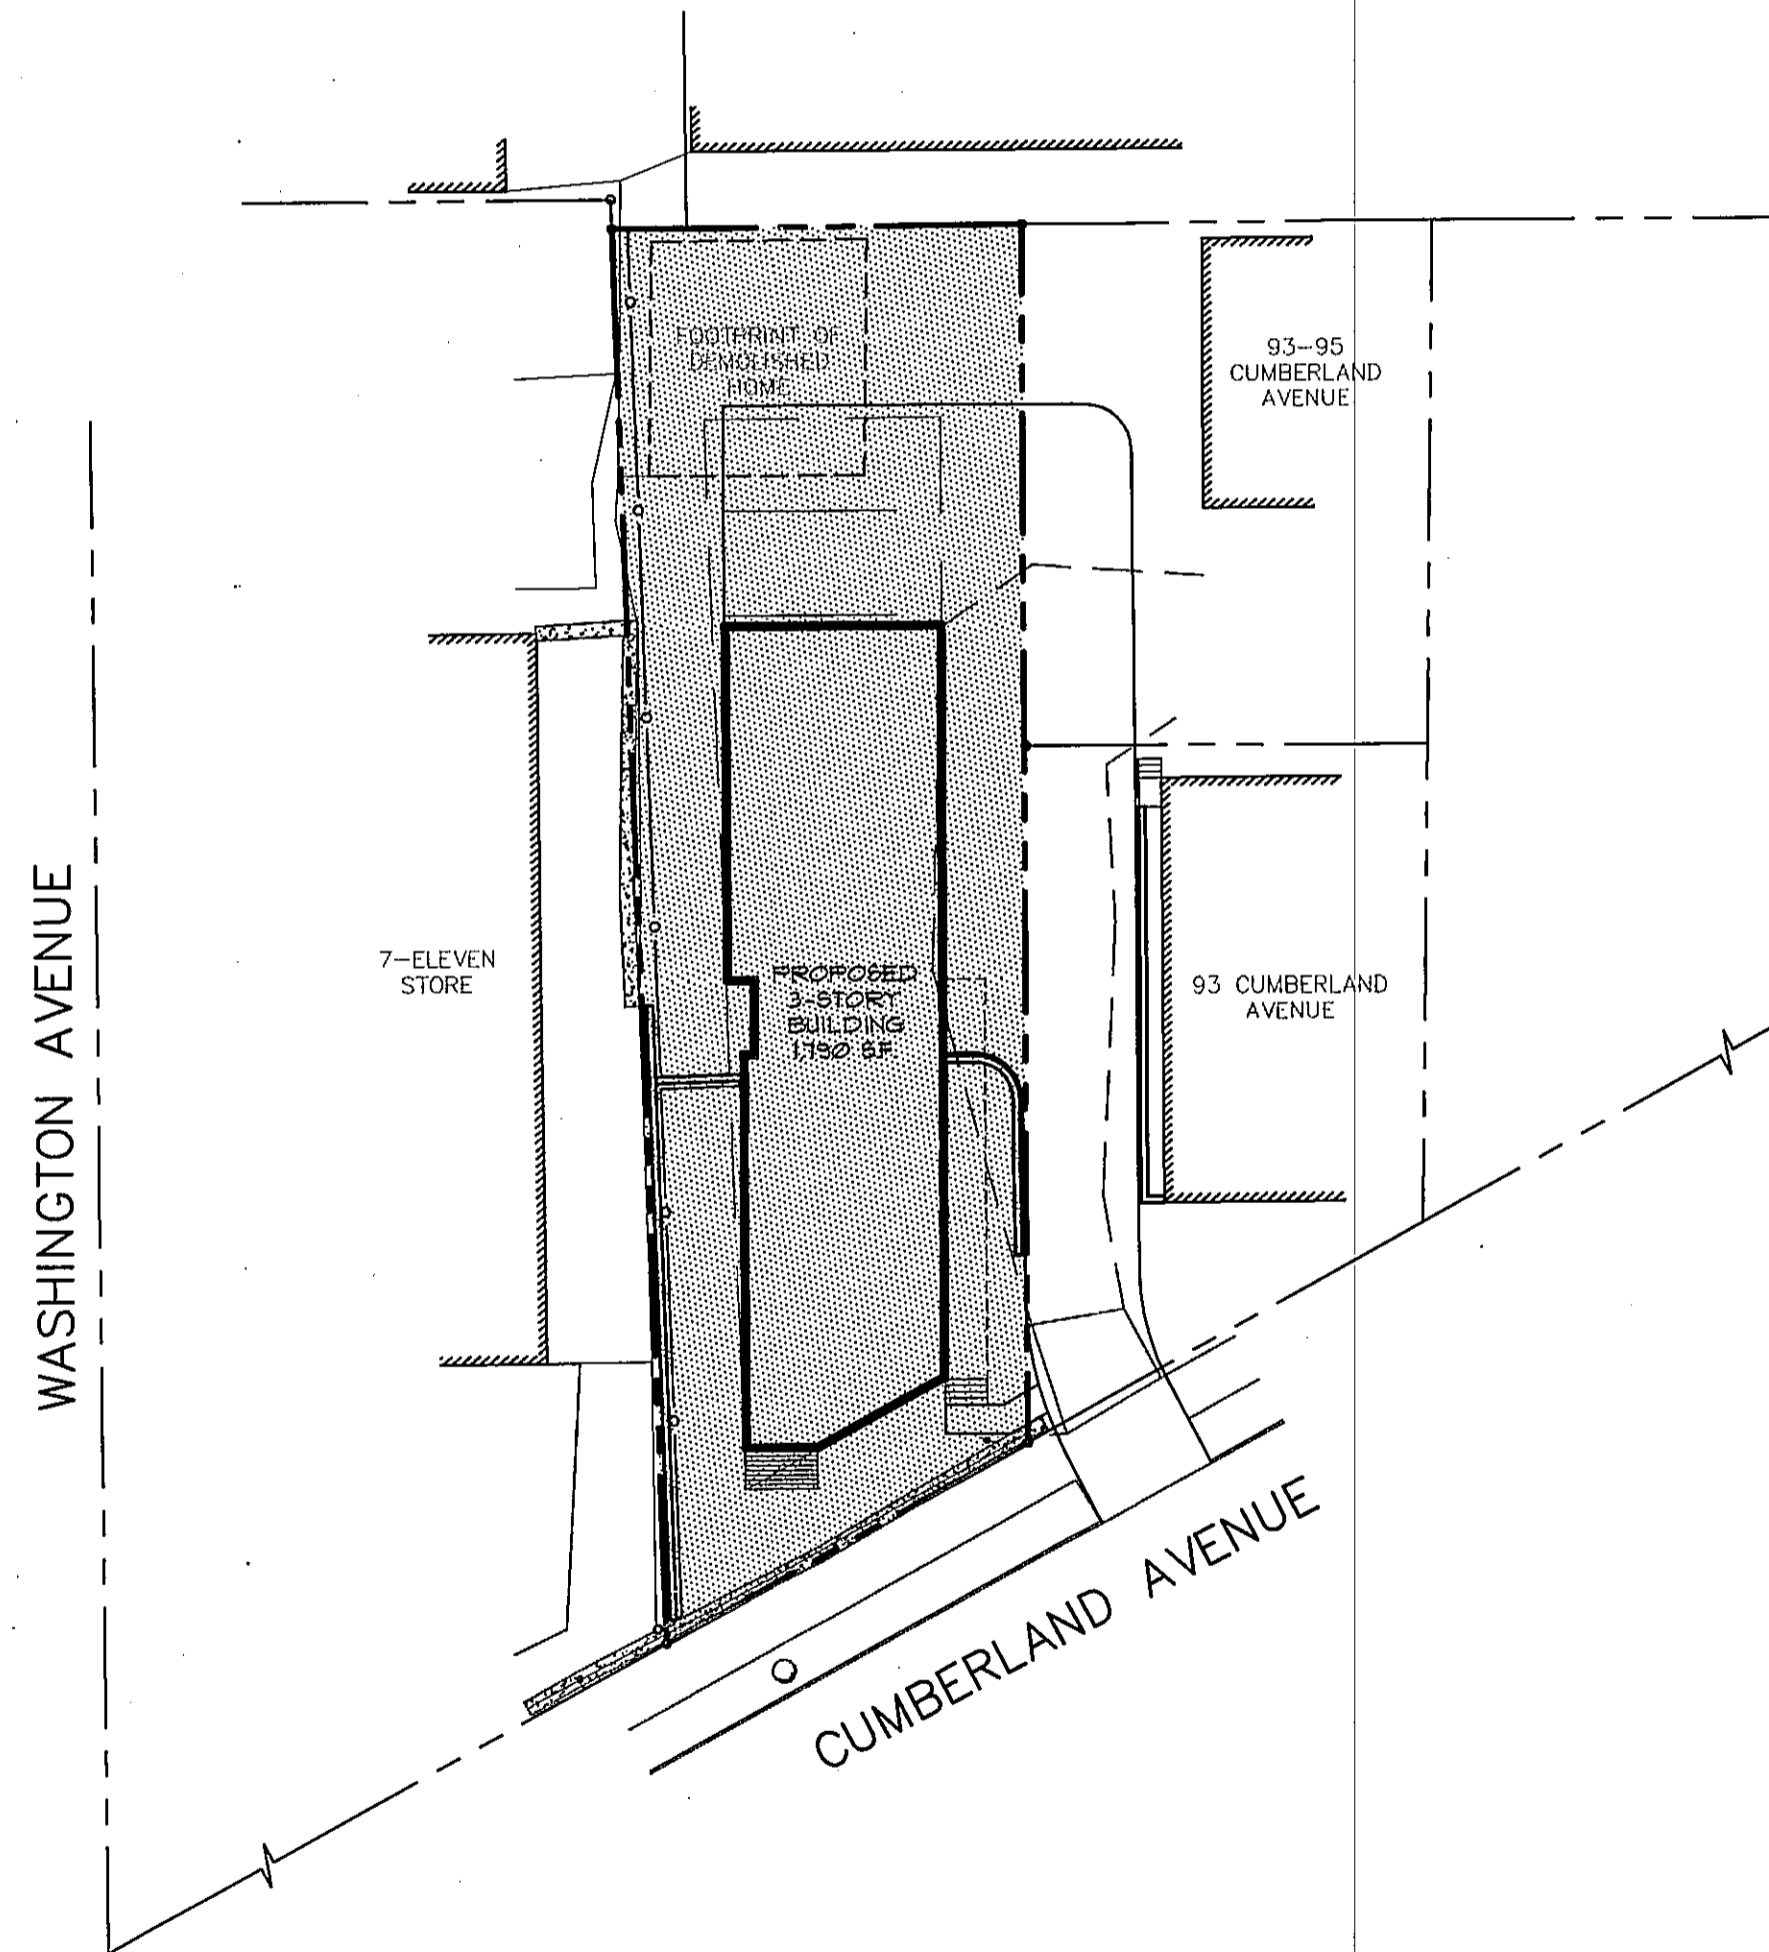 FOOTPRINT OF
DEMOLISHED
HOME
93-95
CUMBERLAND
AVENUE
WASHINGTON AVENUE
7-ELEVEN
STORE
PROPOSED
3-STORY
BUILDING
1,790 SF
93 CUMBERLAND
AVENUE
CUMBERLAND AVENUE